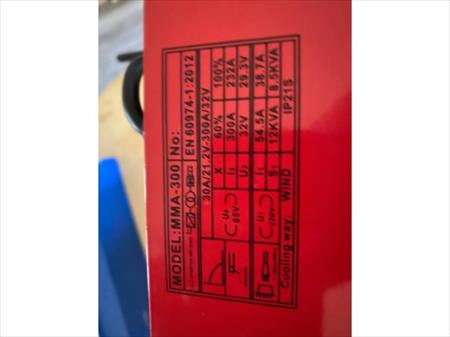 MODEL:MMA-300 No:
EN 60974-1:2012
30A/21.2V-300A/32V
X 60% 100%
U₀ 65V I₂ 300A 232A
U₂ 32V 29.3V
U₁ 220V I₁ 54.5A 38.7A
S₁ 12KVA 8.5KVA
Cooling way: WIND IP21S